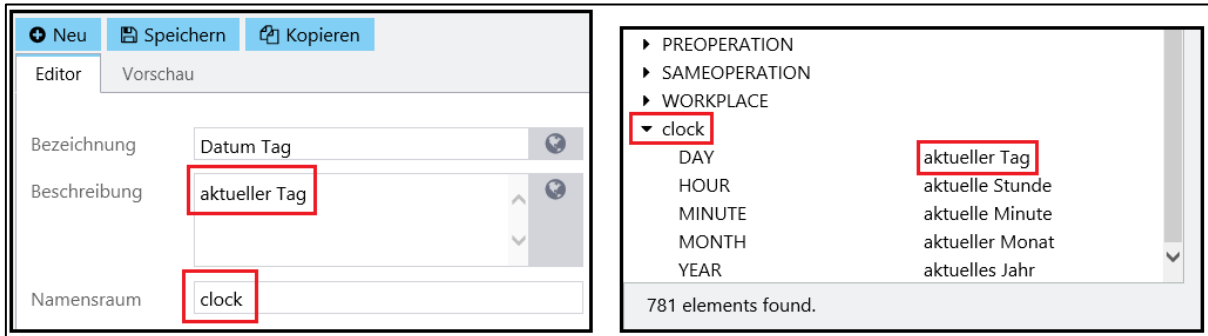 Neu Speichern Kopieren
Editor Vorschau
Bezeichnung Datum Tag
Beschreibung aktueller Tag
Namensraum clock
PREOPERATION
SAMEOPERATION
WORKPLACE
clock
DAY aktueller Tag
HOUR aktuelle Stunde
MINUTE aktuelle Minute
MONTH aktueller Monat
YEAR aktuelles Jahr
781 elements found.